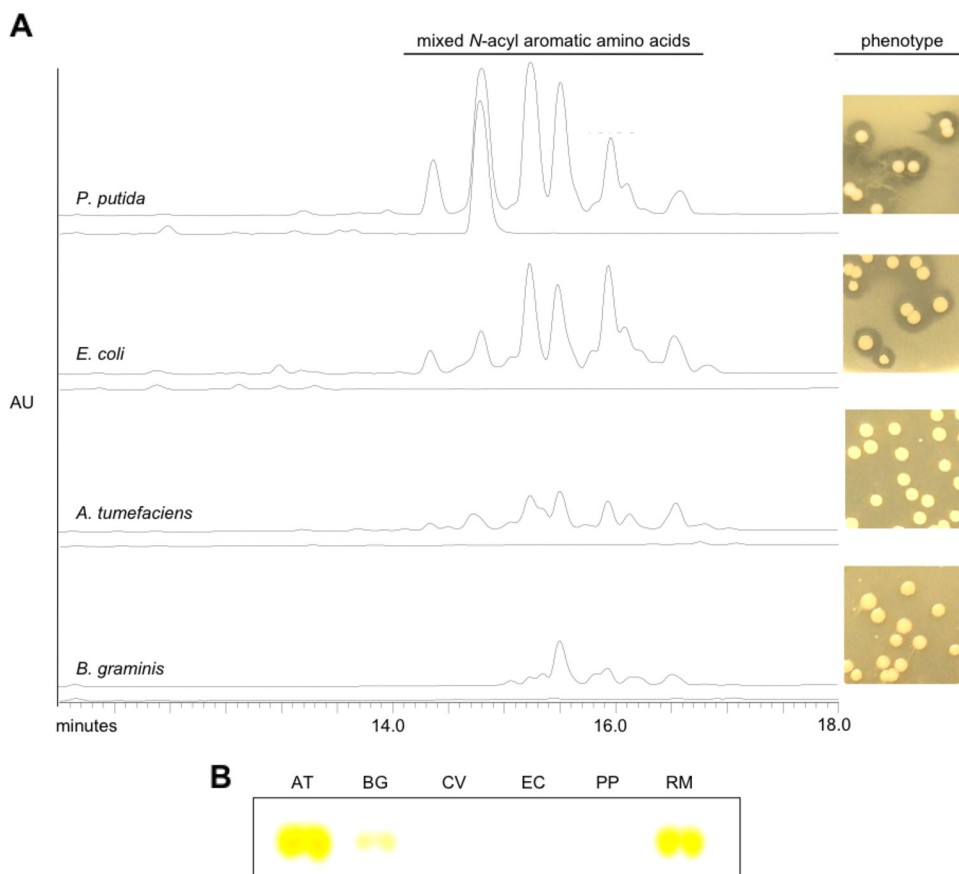 A
mixed N-acyl aromatic amino acids phenotype
P. putida
E. coli
AU
A. tumefaciens
B. graminis
minutes 14.0 16.0 18.0
B AT BG CV EC PP RM